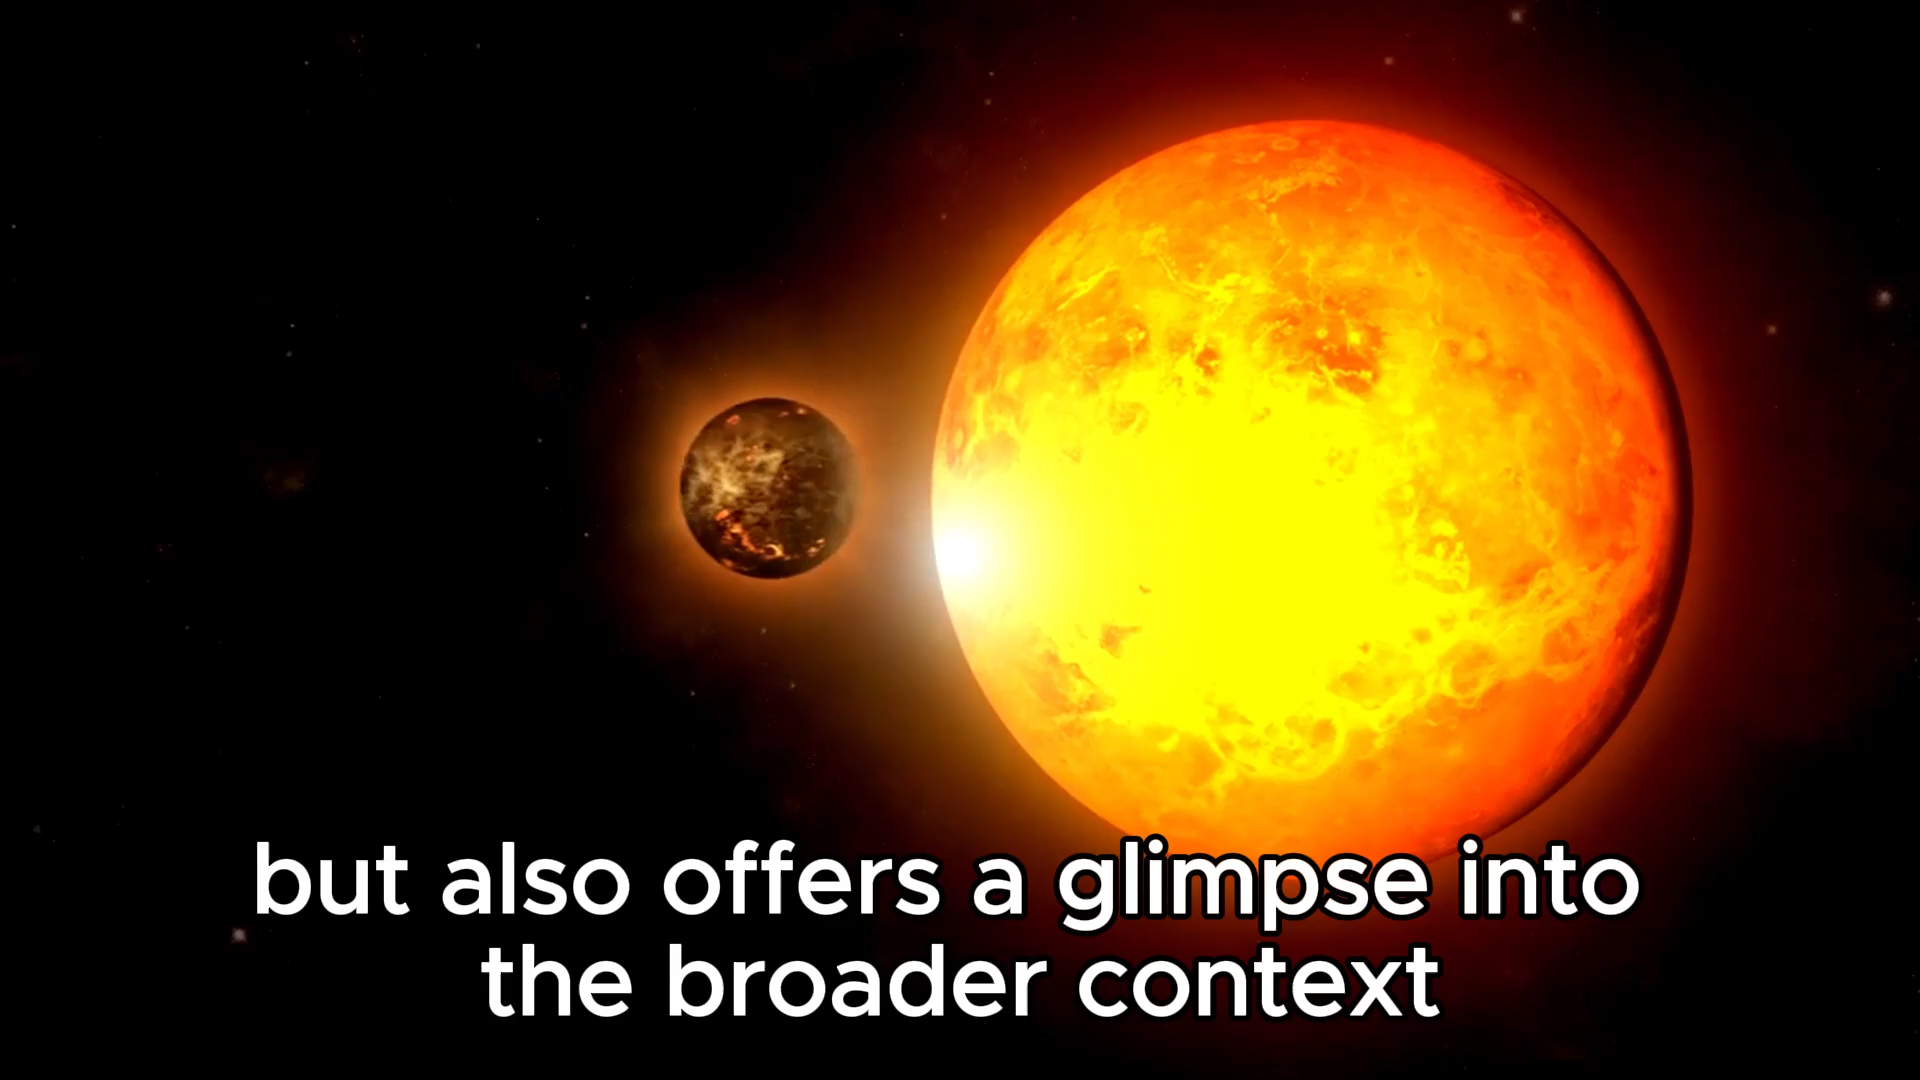 but also offers a glimpse into
the broader context